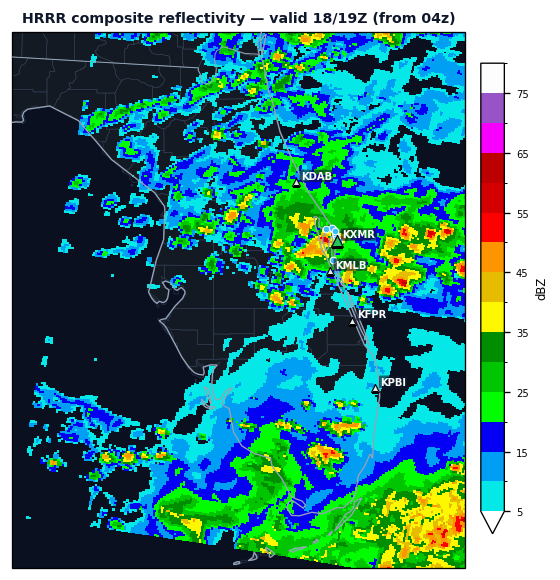 HRRR composite reflectivity — valid 18/19Z (from 04z)
75
65
KDAB
55
KXMR
KMLB
45
dBZ
KFPR
35
KPBI
25
15
5